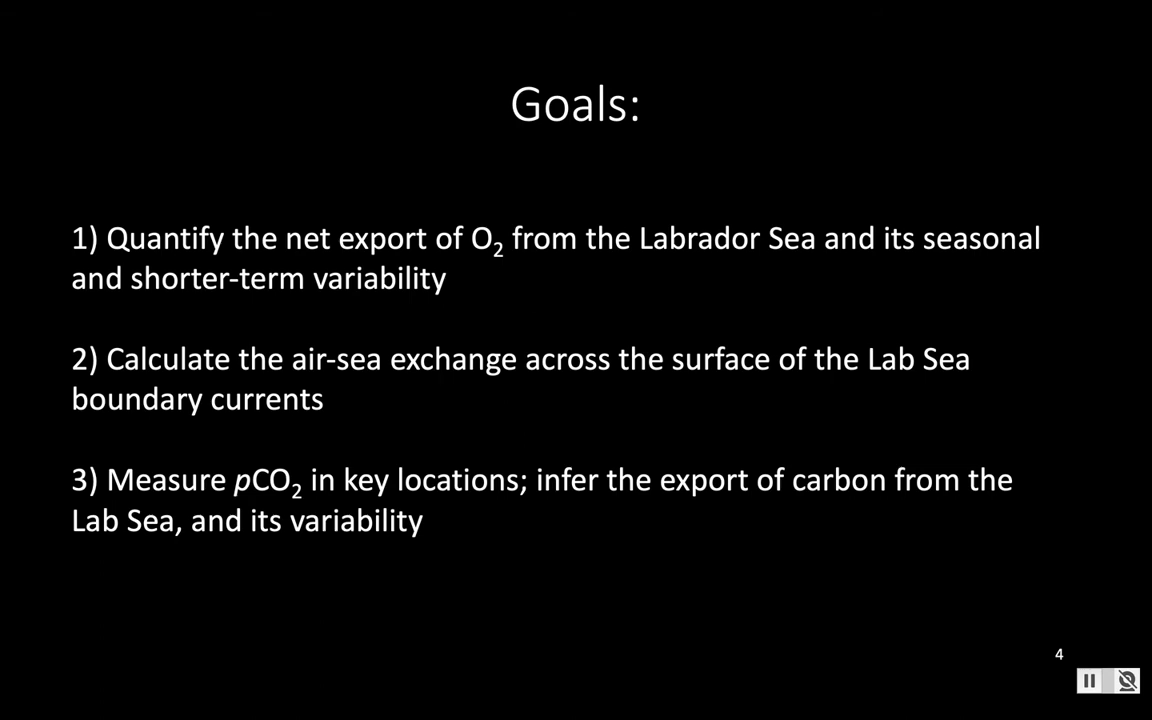 Goals:
1) Quantify the net export of O₂ from the Labrador Sea and its seasonal
and shorter-term variability
2) Calculate the air-sea exchange across the surface of the Lab Sea
boundary currents
3) Measure pCO₂ in key locations; infer the export of carbon from the
Lab Sea, and its variability
4